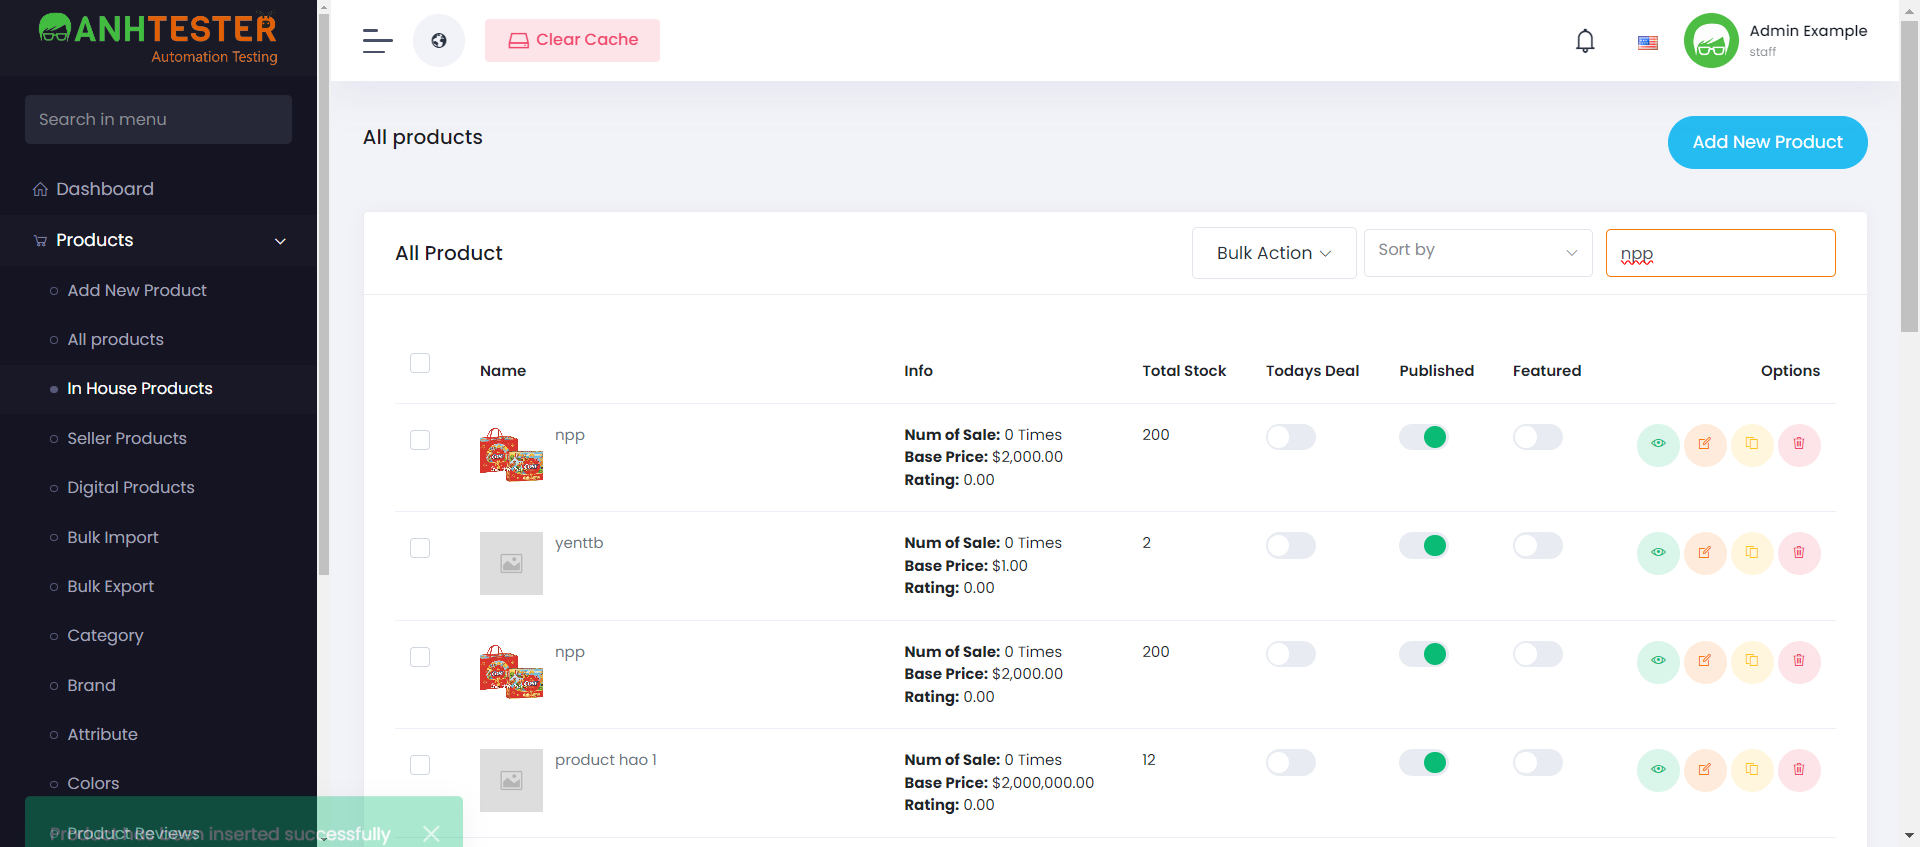 ANHTESTER
Automation Testing
Search in menu
Dashboard
Products
Add New Product
All products
In House Products
Seller Products
Digital Products
Bulk Import
Bulk Export
Category
Brand
Attribute
Colors
Product Reviews
Product has been inserted successfully
Clear Cache
Admin Example
staff
All products
Add New Product
All Product
Bulk Action
Sort by
npp
Name Info Total Stock Todays Deal Published Featured Options
npp
Num of Sale: 0 Times
Base Price: $2,000.00
Rating: 0.00
200
yenttb
Num of Sale: 0 Times
Base Price: $1.00
Rating: 0.00
2
npp
Num of Sale: 0 Times
Base Price: $2,000.00
Rating: 0.00
200
product hao 1
Num of Sale: 0 Times
Base Price: $2,000,000.00
Rating: 0.00
12